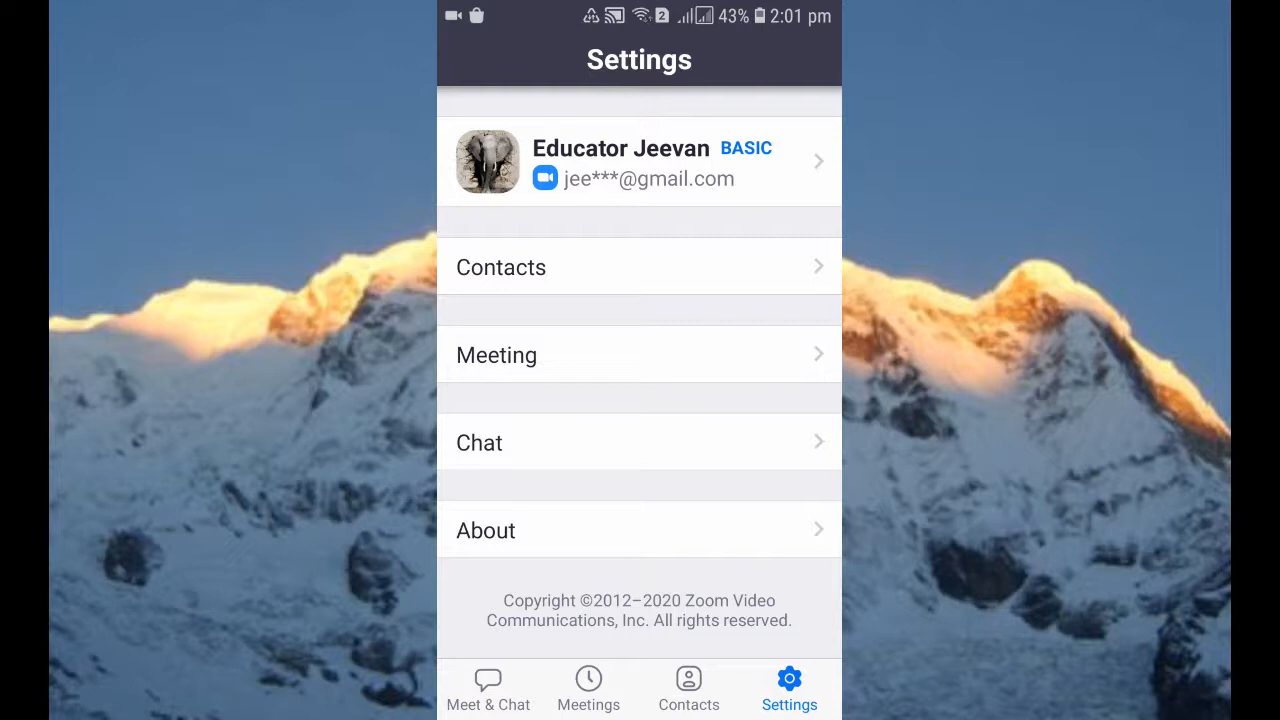 2 43% 2:01 pm
Settings
Educator Jeevan BASIC
jee***@gmail.com
Contacts
Meeting
Chat
About
Copyright ©2012–2020 Zoom Video
Communications, Inc. All rights reserved.
Meet & Chat Meetings Contacts Settings